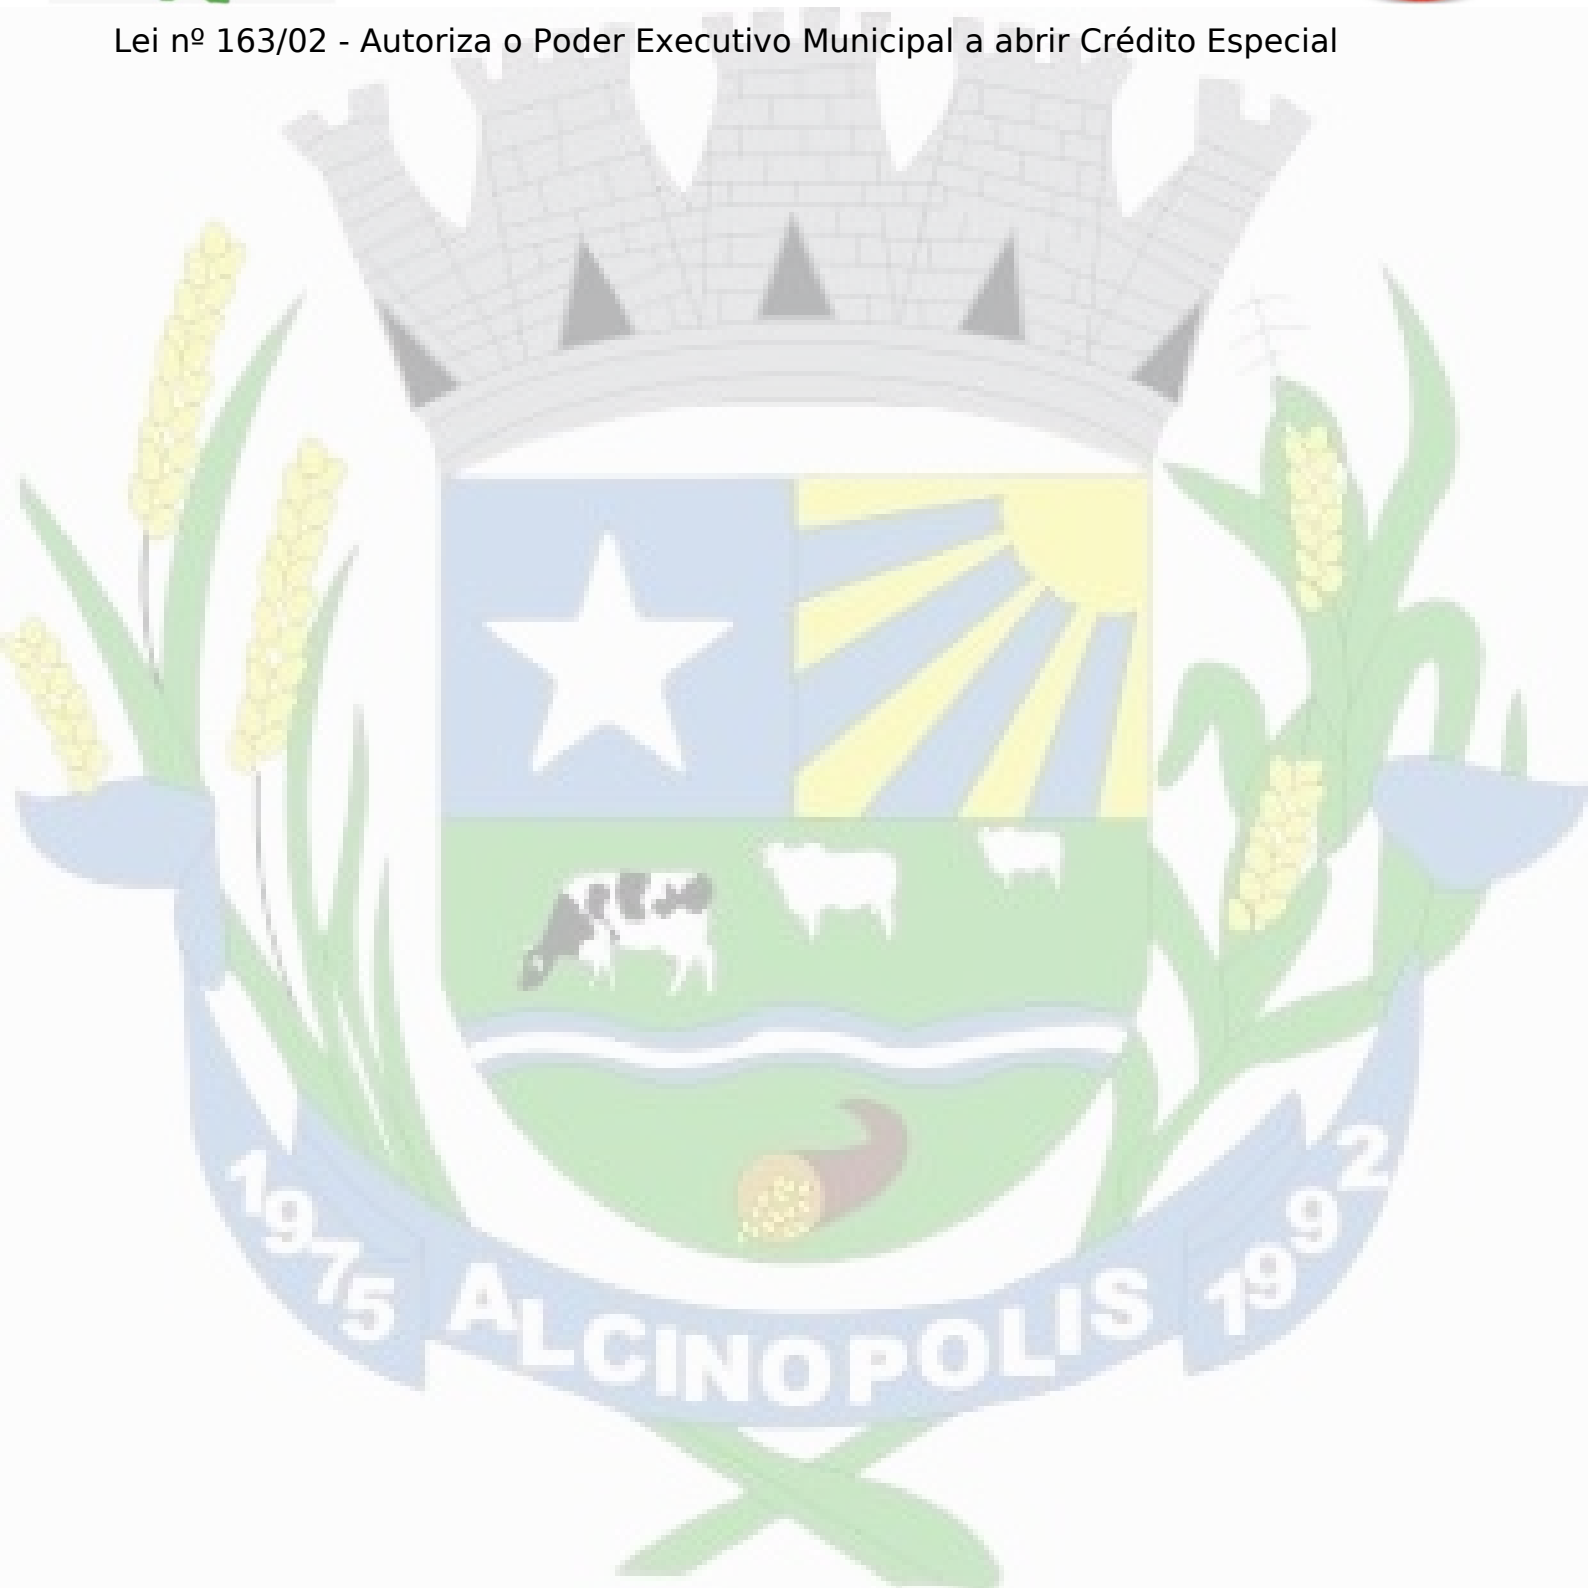 Lei nº 163/02 - Autoriza o Poder Executivo Municipal a abrir Crédito Especial
1975 ALCINOPOLIS 1992